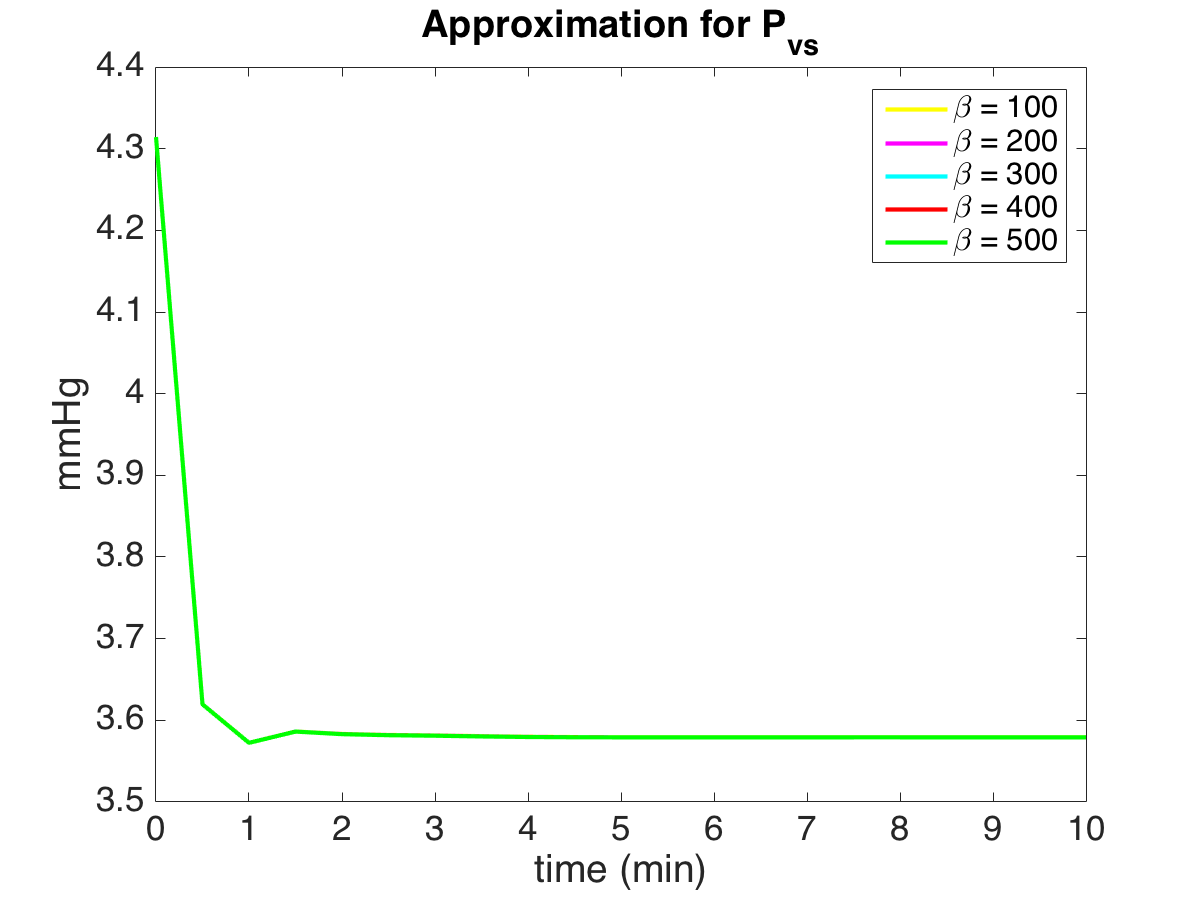 Approximation for P_vs
4.4
4.3
4.2
4.1
4
3.9
3.8
3.7
3.6
3.5
mmHg
0 1 2 3 4 5 6 7 8 9 10
time (min)
β = 100
β = 200
β = 300
β = 400
β = 500